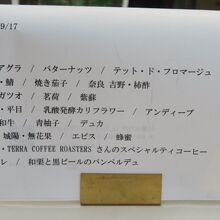 9/17
アグラ / バターナッツ / テット・ド・フロマージュ
・鯖 / 焼き茄子 / 奈良 吉野・柿酢
ガツオ / 茗荷 / 紫蘇
・平目 / 乳酸発酵カリフラワー / アンディーブ
和牛 / 青柚子 / デュカ
城陽・無花果 / エピス / 蜂蜜
・TERRA COFFEE ROASTERS さんのスペシャルティコーヒー
レ / 和栗と黒ビールのパンペルデュ